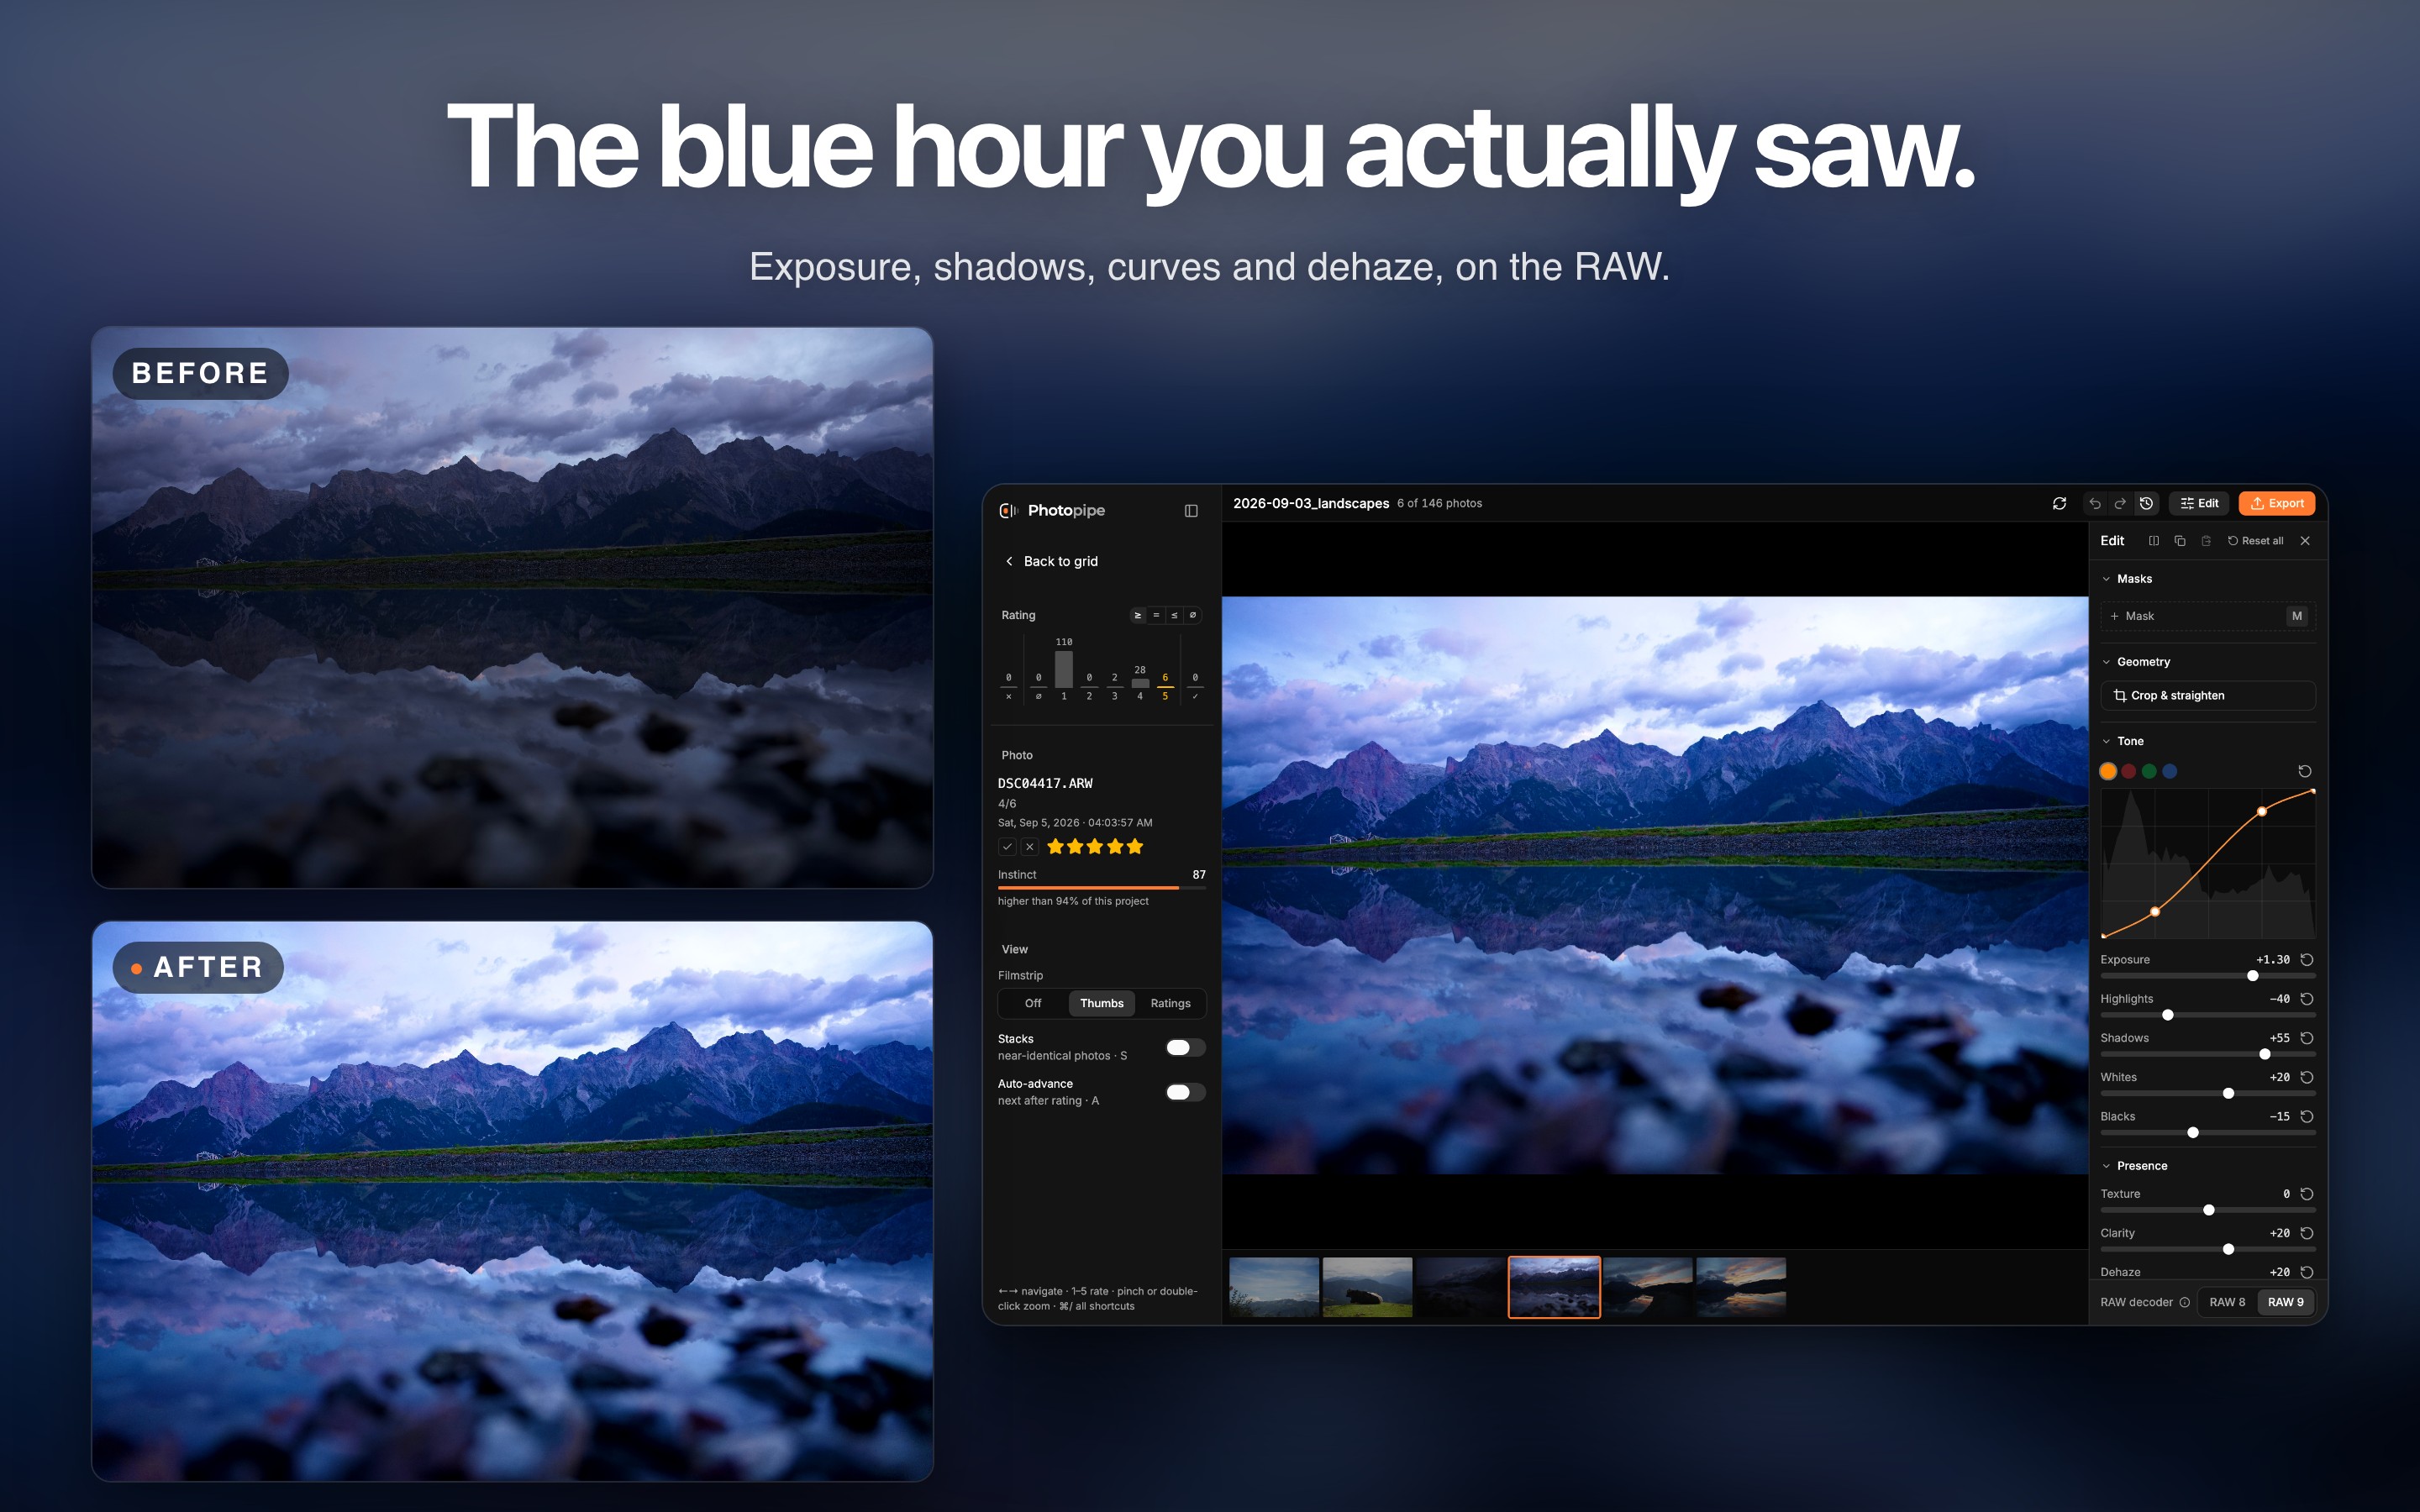 The blue hour you actually saw.
Exposure, shadows, curves and dehaze, on the RAW.
BEFORE
AFTER
Photopipe
Back to grid
Rating
≥ = ≤ ∅
110
28
0 0 0 2 6 0
× ∅ 1 2 3 4 5 ✓
Photo
DSC04417.ARW
4/6
Sat, Sep 5, 2026 · 04:03:57 AM
Instinct 87
higher than 94% of this project
View
Filmstrip
Off Thumbs Ratings
Stacks
near-identical photos · S
Auto-advance
next after rating · A
←→ navigate · 1–5 rate · pinch or double-
click zoom · ⌘/ all shortcuts
2026-09-03_landscapes 6 of 146 photos
Edit Export
Edit Reset all
Masks
+ Mask M
Geometry
Crop & straighten
Tone
Exposure +1.30
Highlights −40
Shadows +55
Whites +20
Blacks −15
Presence
Texture 0
Clarity +20
Dehaze +20
RAW decoder RAW 8 RAW 9